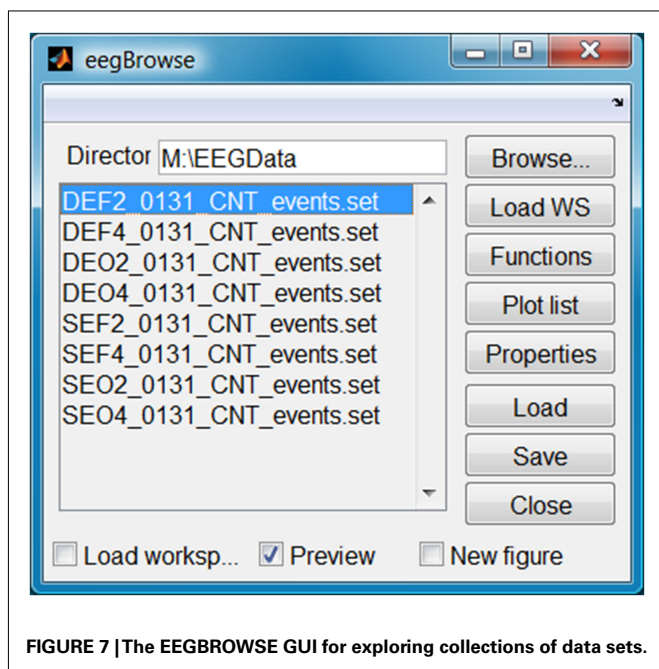 eegBrowse
Director M:\EEGData
Browse...
DEF2_0131_CNT_events.set
Load WS
DEF4_0131_CNT_events.set
DEO2_0131_CNT_events.set
Functions
DEO4_0131_CNT_events.set
Plot list
SEF2_0131_CNT_events.set
SEF4_0131_CNT_events.set
Properties
SEO2_0131_CNT_events.set
SEO4_0131_CNT_events.set
Load
Save
Close
Load worksp... Preview New figure
FIGURE 7 | The EEGBROWSE GUI for exploring collections of data sets.